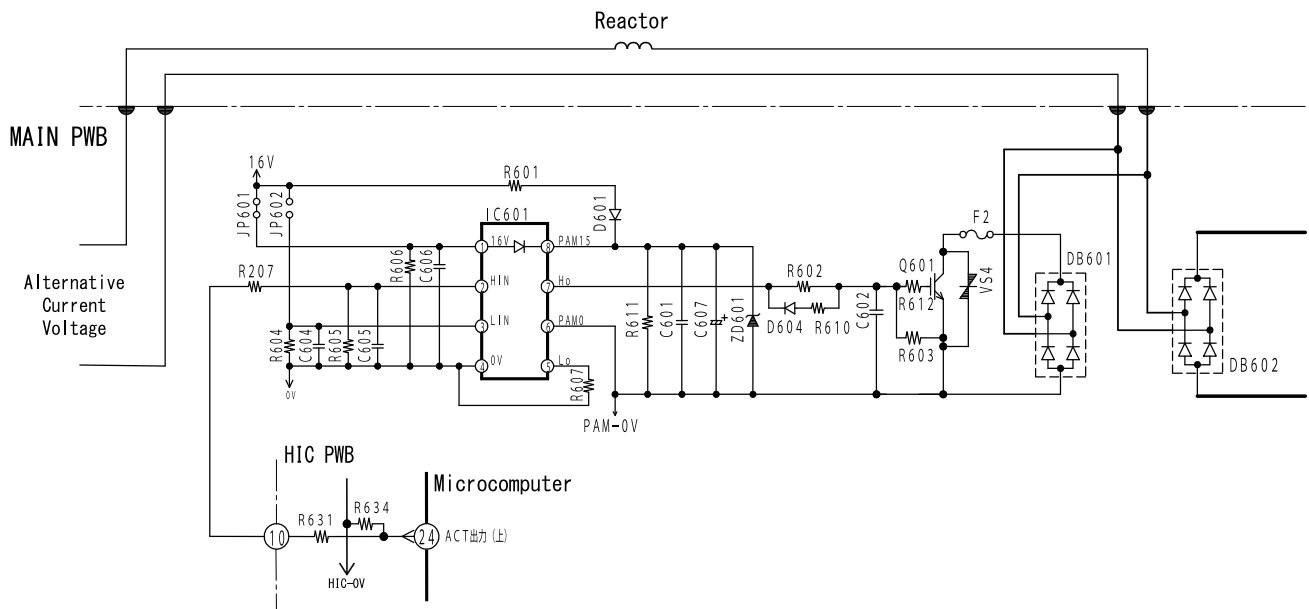 Reactor
MAIN PWB
16V
R601
JP601
JP602
IC601
D601
F2
1 16V
PAM15 8
R606
C606
R207
HIN
2
Ho
7
R602
Q601
R612
VS4
DB601
Alternative
Current
Voltage
LIN
3
PAM0
6
R611
C601
C607
+
ZD601
D604
R610
C602
R603
R604
C604
R605
C605
0V
4
Lo
5
R607
DB602
0V
PAM-0V
HIC PWB
Microcomputer
R634
R631
10
24
ACT出力(上)
HIC-0V